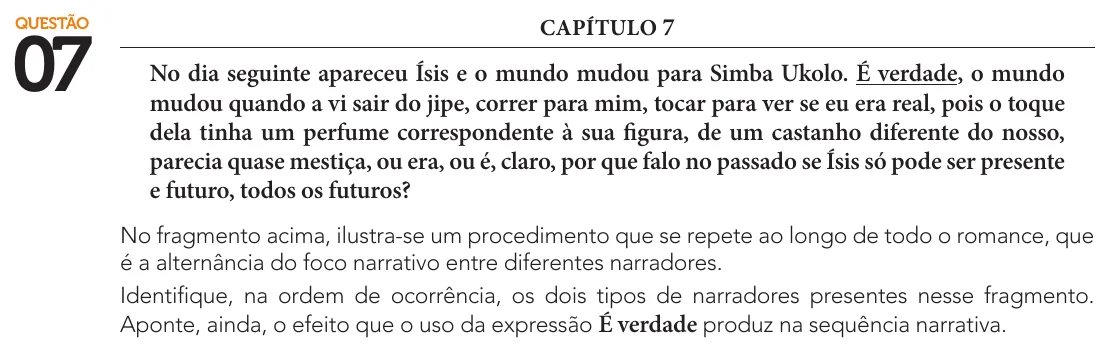 QUESTÃO
07
CAPÍTULO 7
No dia seguinte apareceu Ísis e o mundo mudou para Simba Ukolo. É verdade, o mundo
mudou quando a vi sair do jipe, correr para mim, tocar para ver se eu era real, pois o toque
dela tinha um perfume correspondente à sua figura, de um castanho diferente do nosso,
parecia quase mestiça, ou era, ou é, claro, por que falo no passado se Ísis só pode ser presente
e futuro, todos os futuros?
No fragmento acima, ilustra-se um procedimento que se repete ao longo de todo o romance, que
é a alternância do foco narrativo entre diferentes narradores.
Identifique, na ordem de ocorrência, os dois tipos de narradores presentes nesse fragmento.
Aponte, ainda, o efeito que o uso da expressão É verdade produz na sequência narrativa.